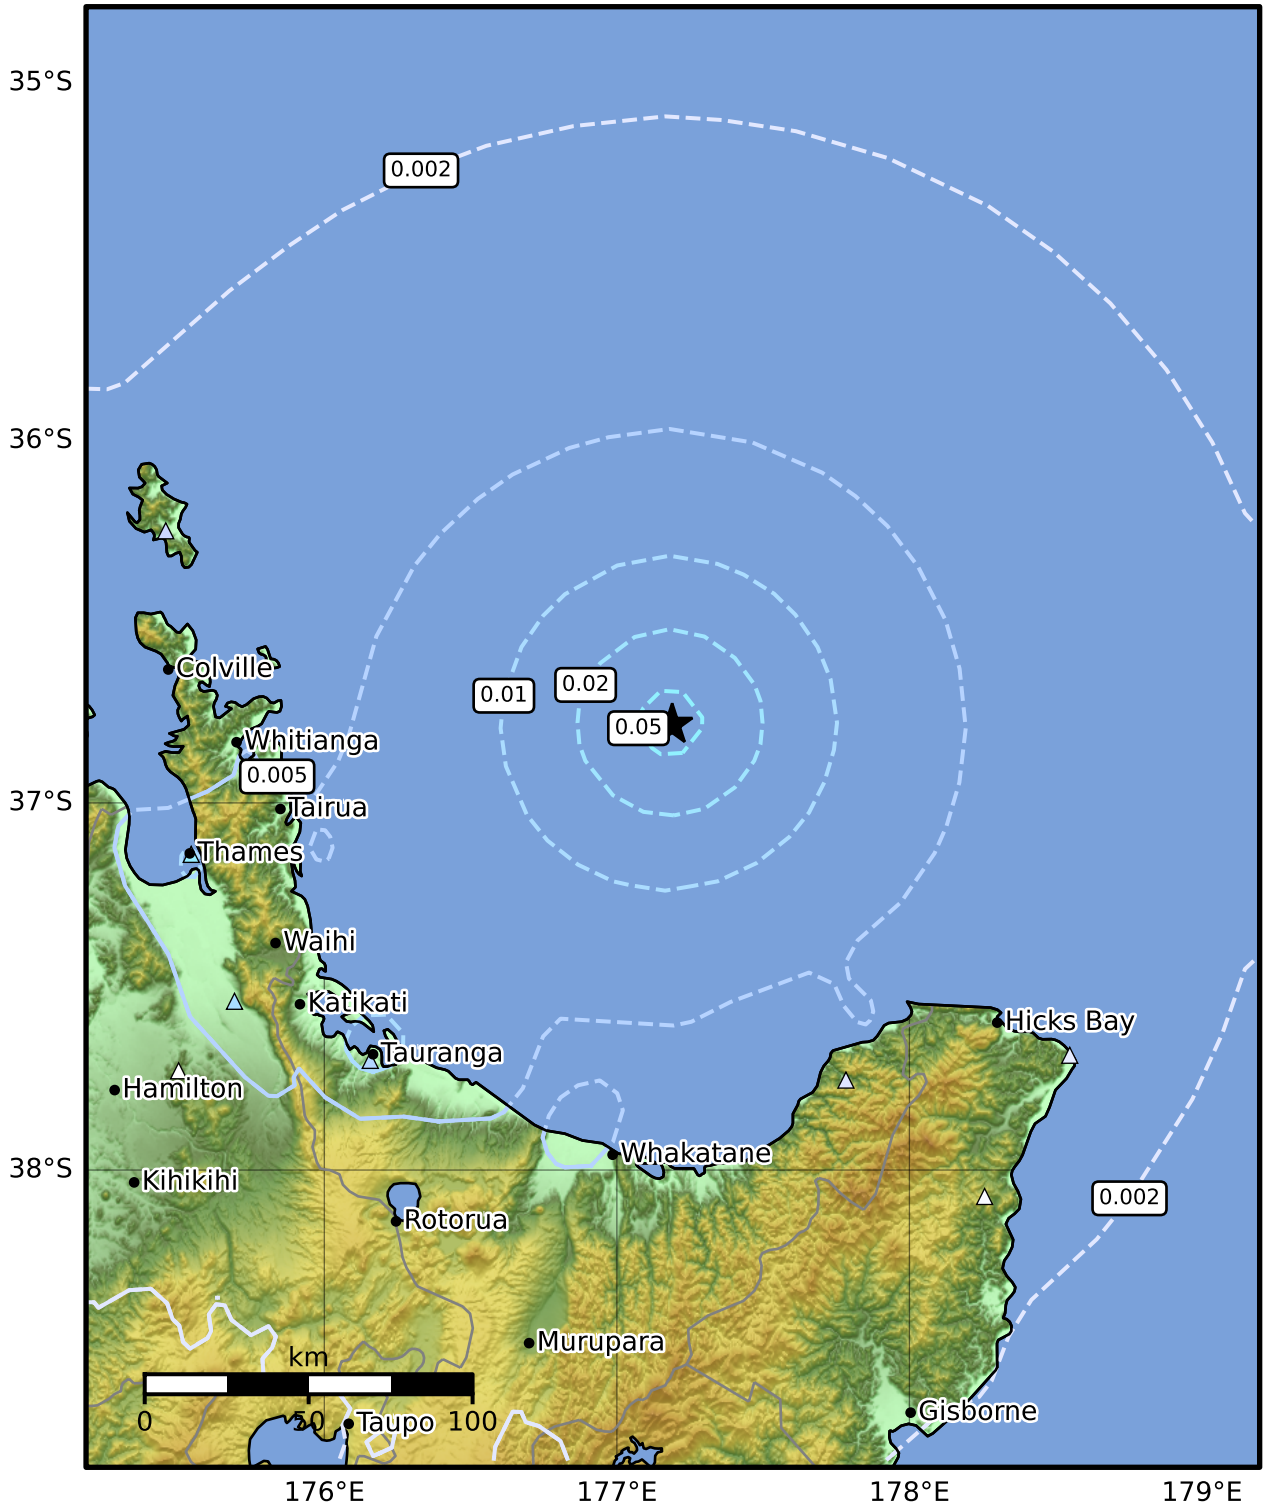 35°S
0.002
36°S
Colville
0.01
0.02
0.05
Whitianga
0.005
37°S
Tairua
Thames
Waihi
Katikati
Hicks Bay
Tauranga
Hamilton
Whakatane
38°S
Kihikihi
0.002
Rotorua
Murupara
km
0 50 100
Taupo
Gisborne
176°E 177°E 178°E 179°E